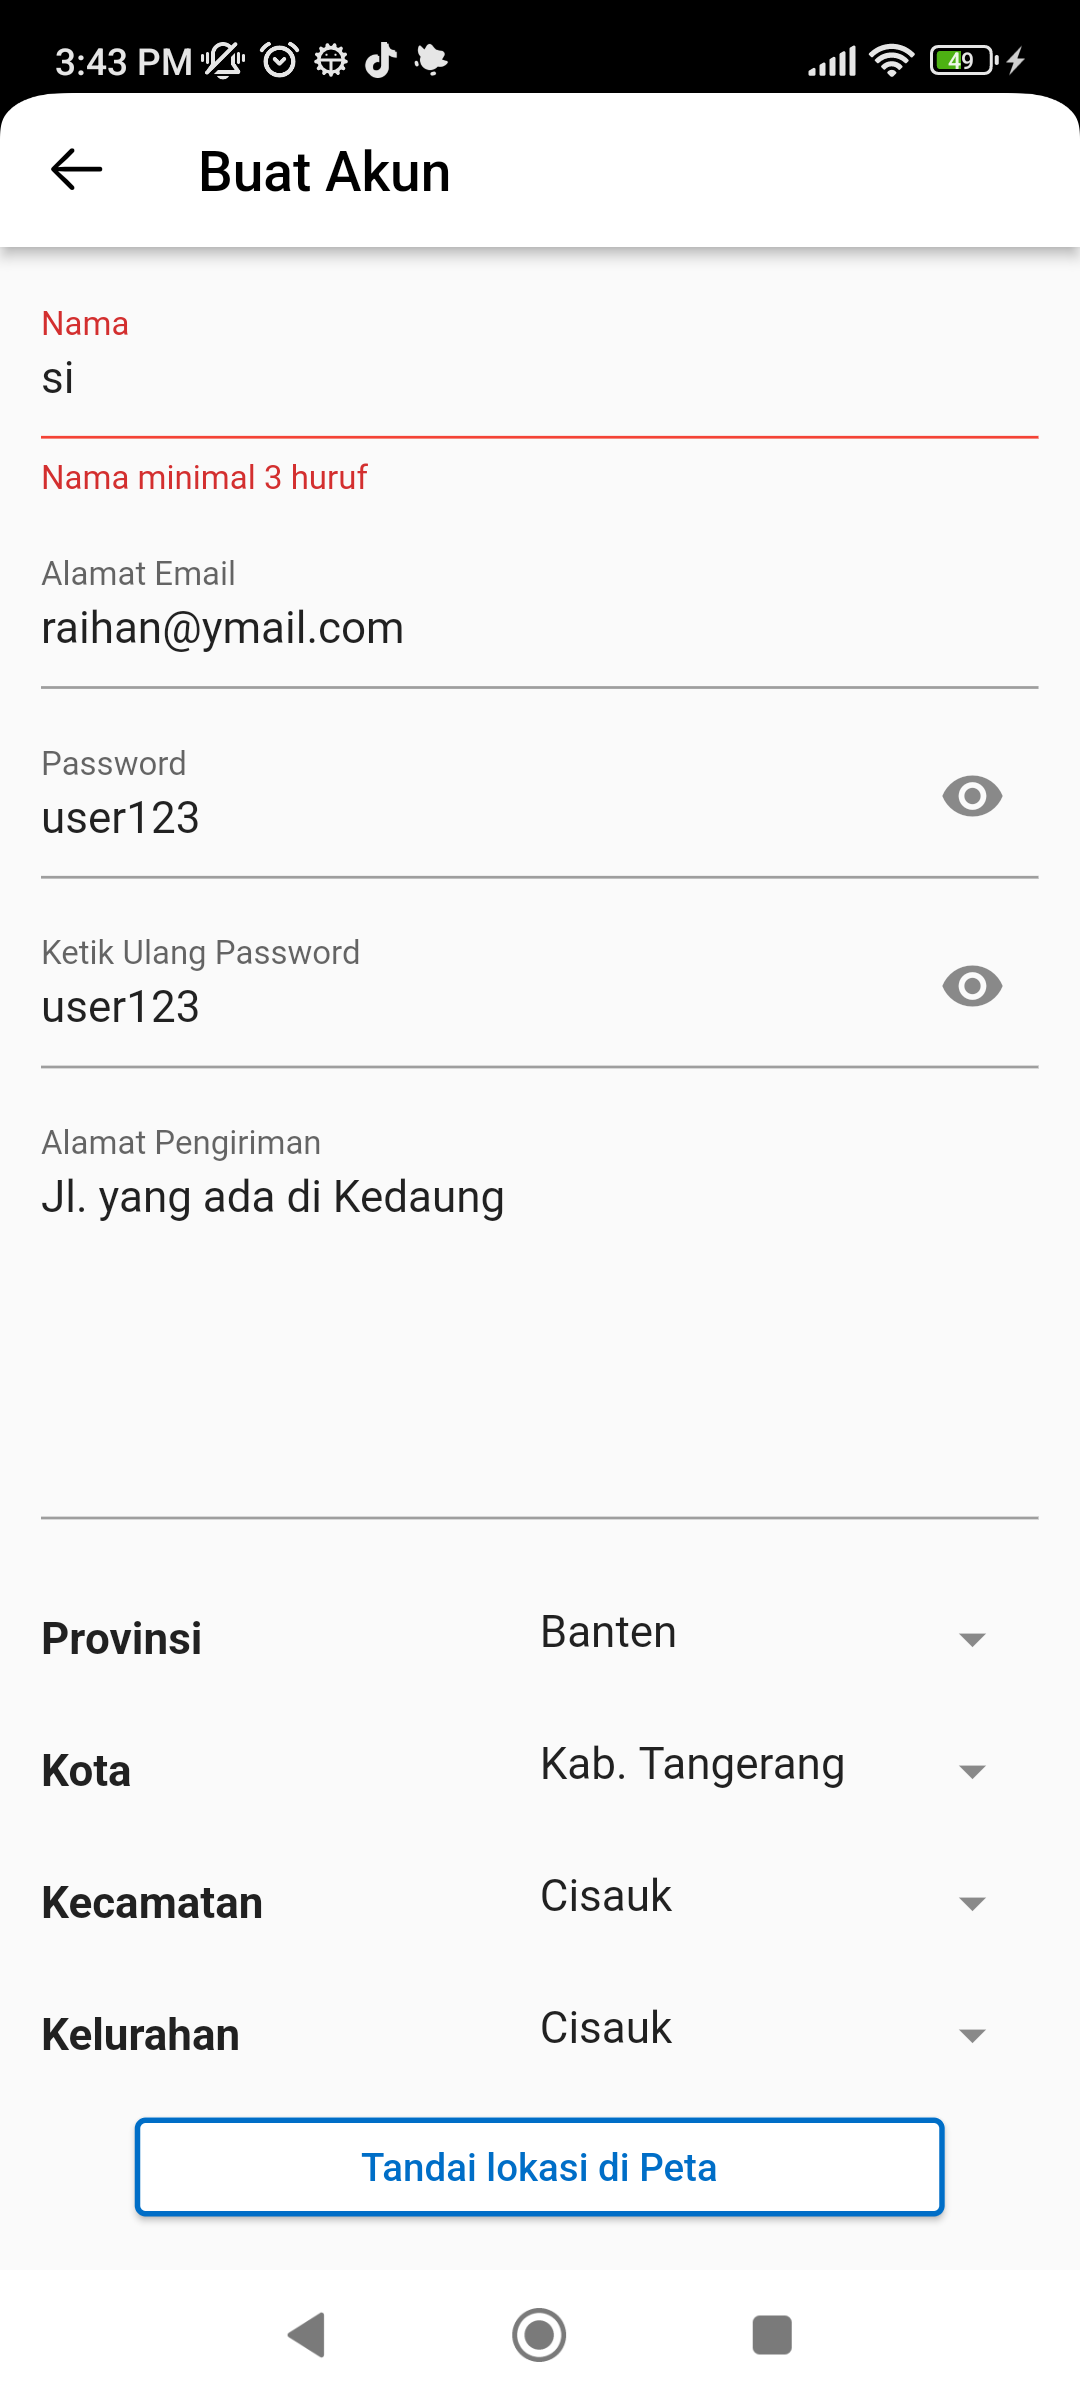 3:43 PM
49
Buat Akun
Nama
si
Nama minimal 3 huruf
Alamat Email
raihan@ymail.com
Password
user123
Ketik Ulang Password
user123
Alamat Pengiriman
Jl. yang ada di Kedaung
Provinsi Banten
Kota Kab. Tangerang
Kecamatan Cisauk
Kelurahan Cisauk
Tandai lokasi di Peta